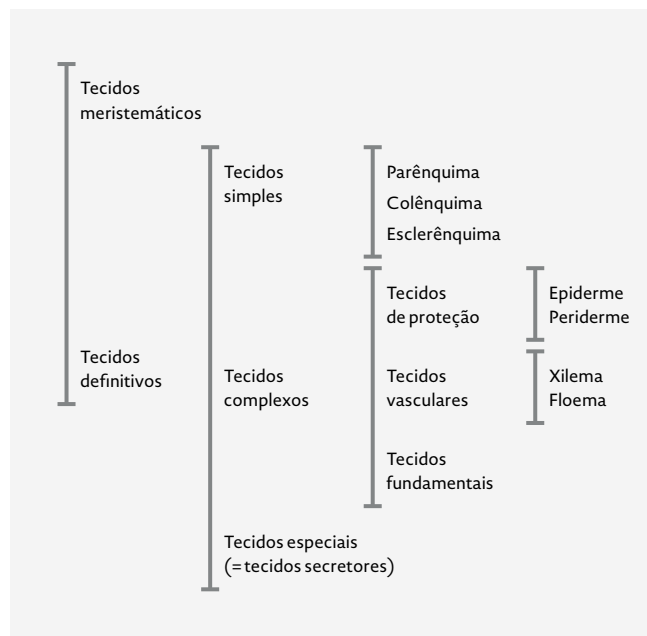 Tecidos
meristemáticos
Tecidos
simples
Parênquima
Colênquima
Esclerênquima
Tecidos
de proteção
Epiderme
Periderme
Tecidos
definitivos
Tecidos
complexos
Tecidos
vasculares
Xilema
Floema
Tecidos
fundamentais
Tecidos especiais
(= tecidos secretores)